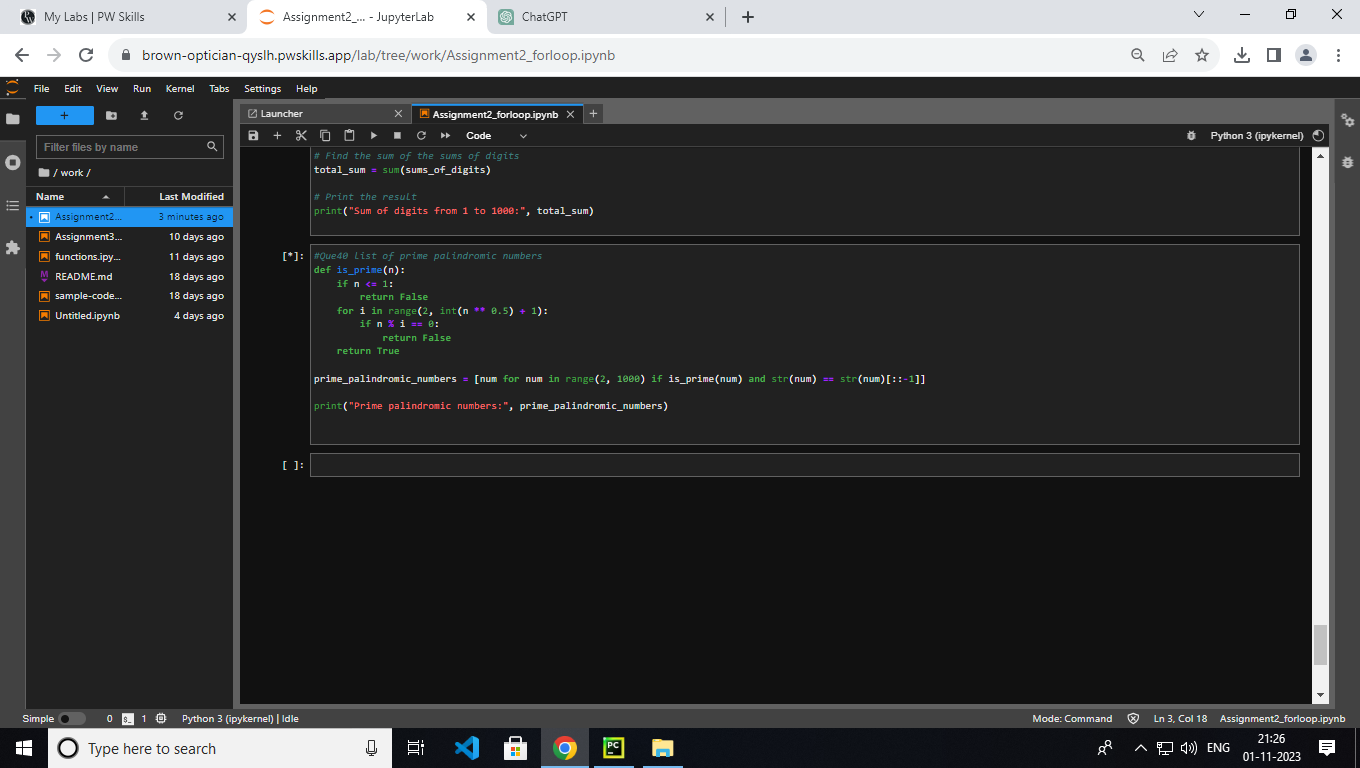 My Labs | PW Skills
Assignment2_... - JupyterLab
ChatGPT
brown-optician-qyslh.pwskills.app/lab/tree/work/Assignment2_forloop.ipynb
File Edit View Run Kernel Tabs Settings Help
Launcher
Assignment2_forloop.ipynb
Code
Python 3 (ipykernel)
Filter files by name
/ work /
Name Last Modified
Assignment2... 3 minutes ago
Assignment3... 10 days ago
functions.ipy... 11 days ago
README.md 18 days ago
sample-code... 18 days ago
Untitled.ipynb 4 days ago
# Find the sum of the sums of digits
total_sum = sum(sums_of_digits)
# Print the result
print("Sum of digits from 1 to 1000:", total_sum)
[*]: #Que40 list of prime palindromic numbers
def is_prime(n):
if n <= 1:
return False
for i in range(2, int(n ** 0.5) + 1):
if n % i == 0:
return False
return True
prime_palindromic_numbers = [num for num in range(2, 1000) if is_prime(num) and str(num) == str(num)[::-1]]
print("Prime palindromic numbers:", prime_palindromic_numbers)
[ ]:
Simple 0 1 Python 3 (ipykernel) | Idle
Mode: Command Ln 3, Col 18 Assignment2_forloop.ipynb
Type here to search
PC
ENG
21:26
01-11-2023